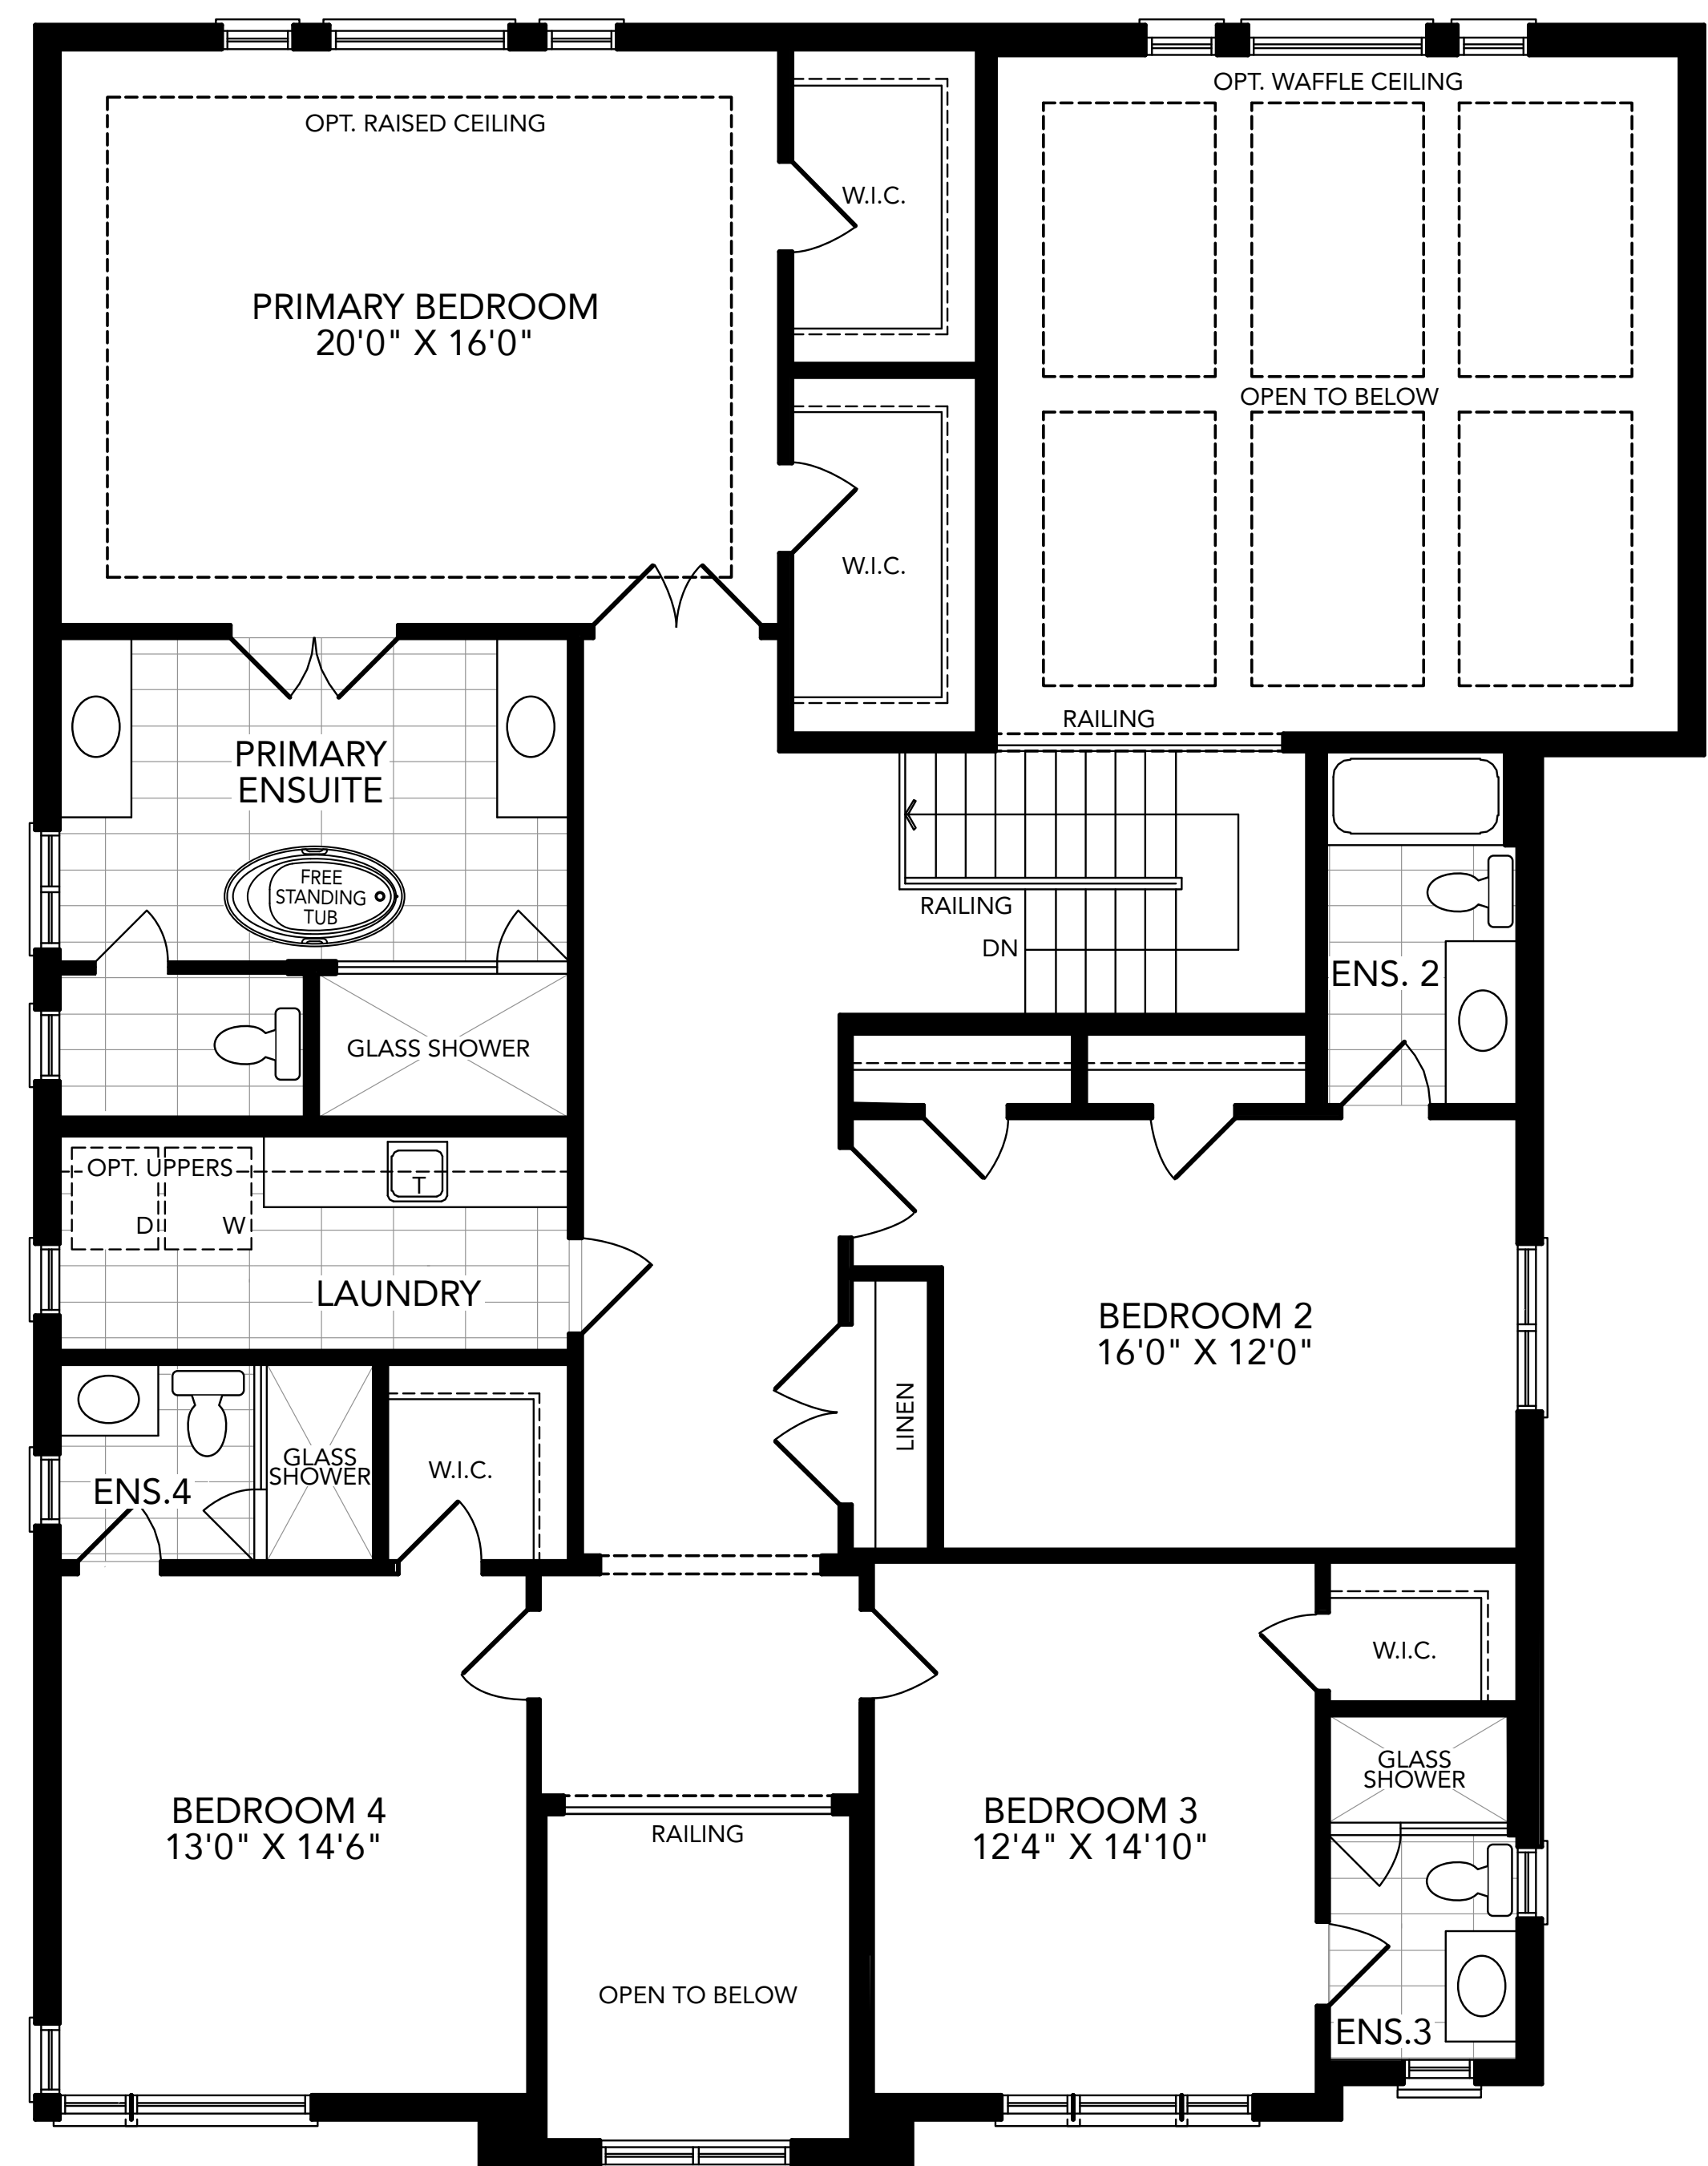 OPT. WAFFLE CEILING
OPT. RAISED CEILING
W.I.C.
PRIMARY BEDROOM
20'0" X 16'0"
OPEN TO BELOW
W.I.C.
RAILING
PRIMARY
ENSUITE
FREE
STANDING
TUB
RAILING
DN
ENS. 2
GLASS SHOWER
OPT. UPPERS
T
D
W
LAUNDRY
BEDROOM 2
16'0" X 12'0"
LINEN
GLASS
SHOWER
W.I.C.
ENS.4
W.I.C.
GLASS
SHOWER
BEDROOM 4
13'0" X 14'6"
RAILING
BEDROOM 3
12'4" X 14'10"
OPEN TO BELOW
ENS.3